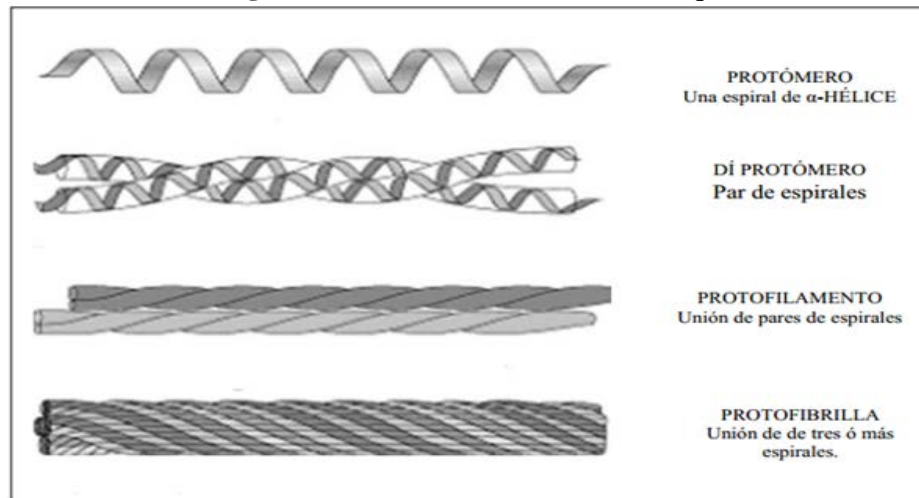 PROTÓMERO
Una espiral de α-HÉLICE
DÍ PROTÓMERO
Par de espirales
PROTOFILAMENTO
Unión de pares de espirales
PROTOFIBRILLA
Unión de de tres ó más
espirales.